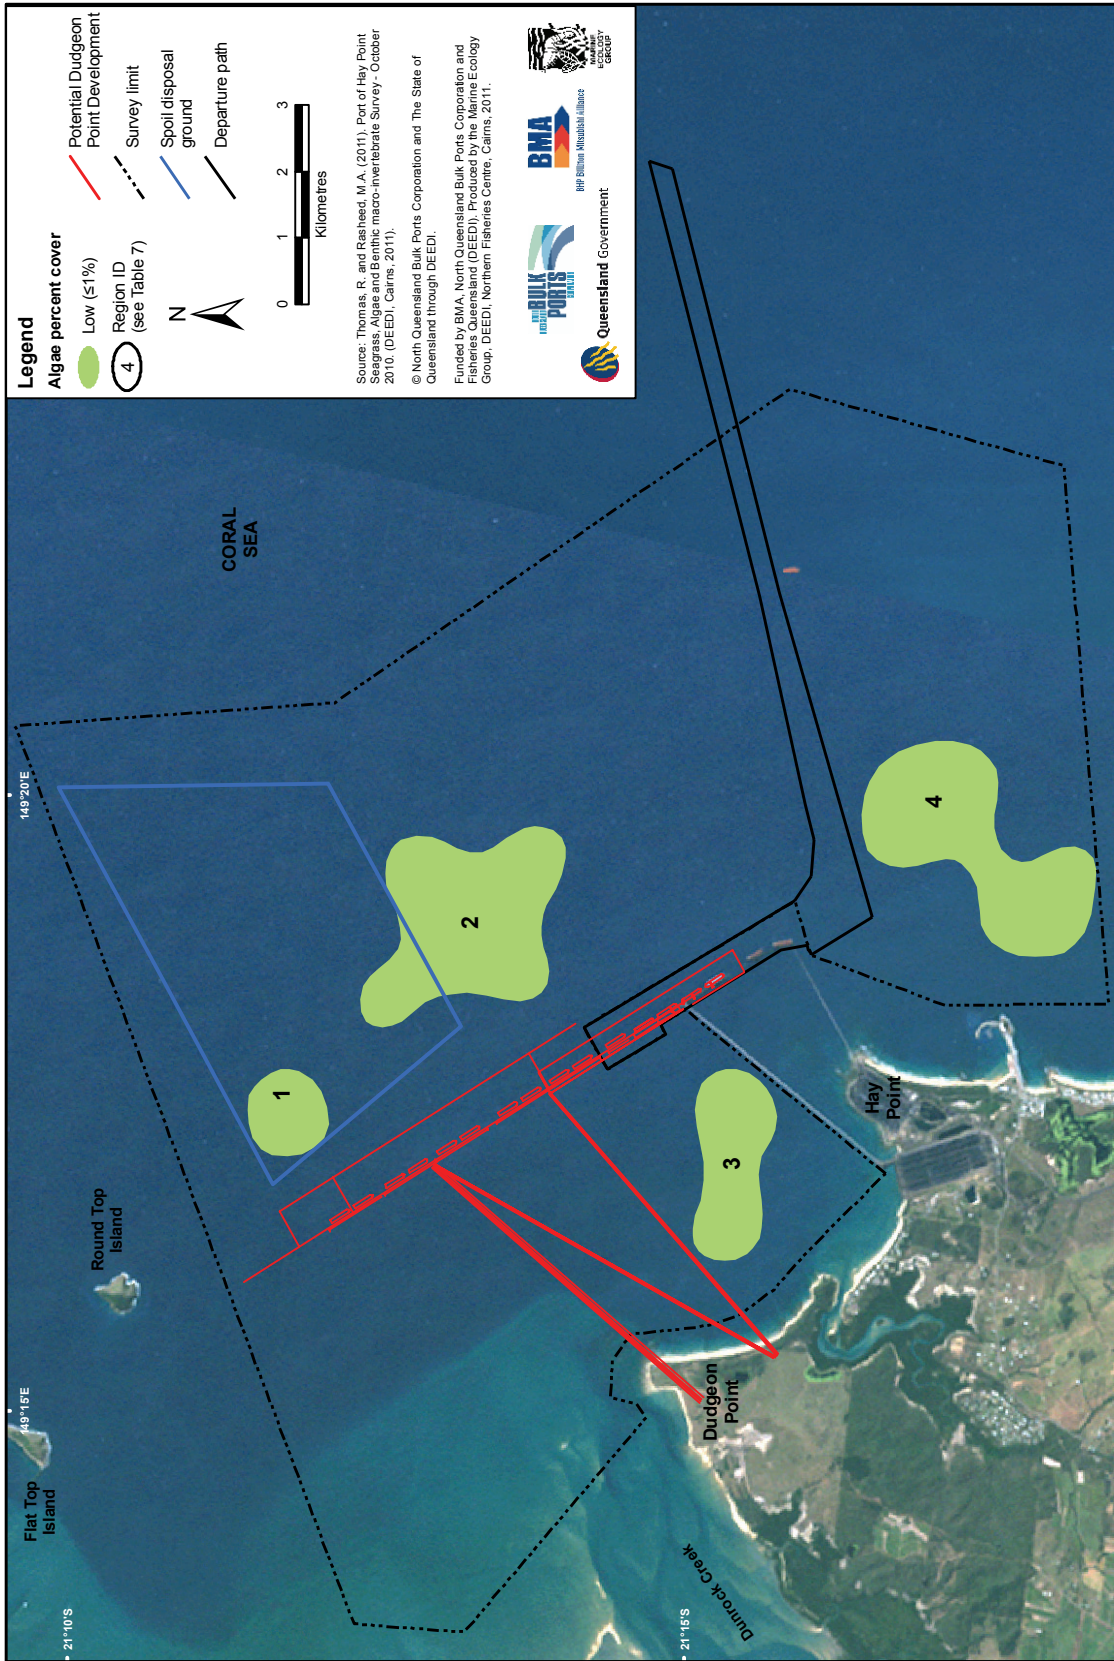 Legend
Algae percent cover
Low (≤1%)
4
Region ID
(see Table 7)
Potential Dudgeon
Point Development
Survey limit
Spoil disposal
ground
Departure path
N
0 1 2 3
Kilometres
Source: Thomas, R. and Rasheed, M.A. (2011). Port of Hay Point
Seagrass, Algae and Benthic macro-invertebrate Survey - October
2010. (DEEDI, Cairns, 2011).
© North Queensland Bulk Ports Corporation and The State of
Queensland through DEEDI.
Funded by BMA, North Queensland Bulk Ports Corporation and
Fisheries Queensland (DEEDI). Produced by the Marine Ecology
Group, DEEDI, Northern Fisheries Centre, Cairns, 2011.
BULK
PORTS
BMA
BHP Billiton Mitsubishi Alliance
MARINE
ECOLOGY
GROUP
Queensland Government
149°15'E
149°20'E
21°10'S
21°15'S
Flat Top
Island
Round Top
Island
CORAL
SEA
1
2
3
4
Dudgeon
Point
Hay
Point
Dunrock Creek